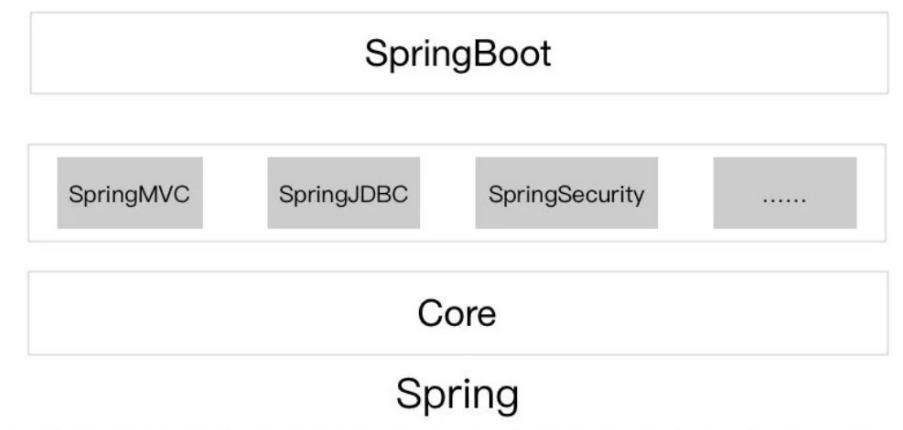 SpringBoot
SpringMVC SpringJDBC SpringSecurity ......
Core
Spring